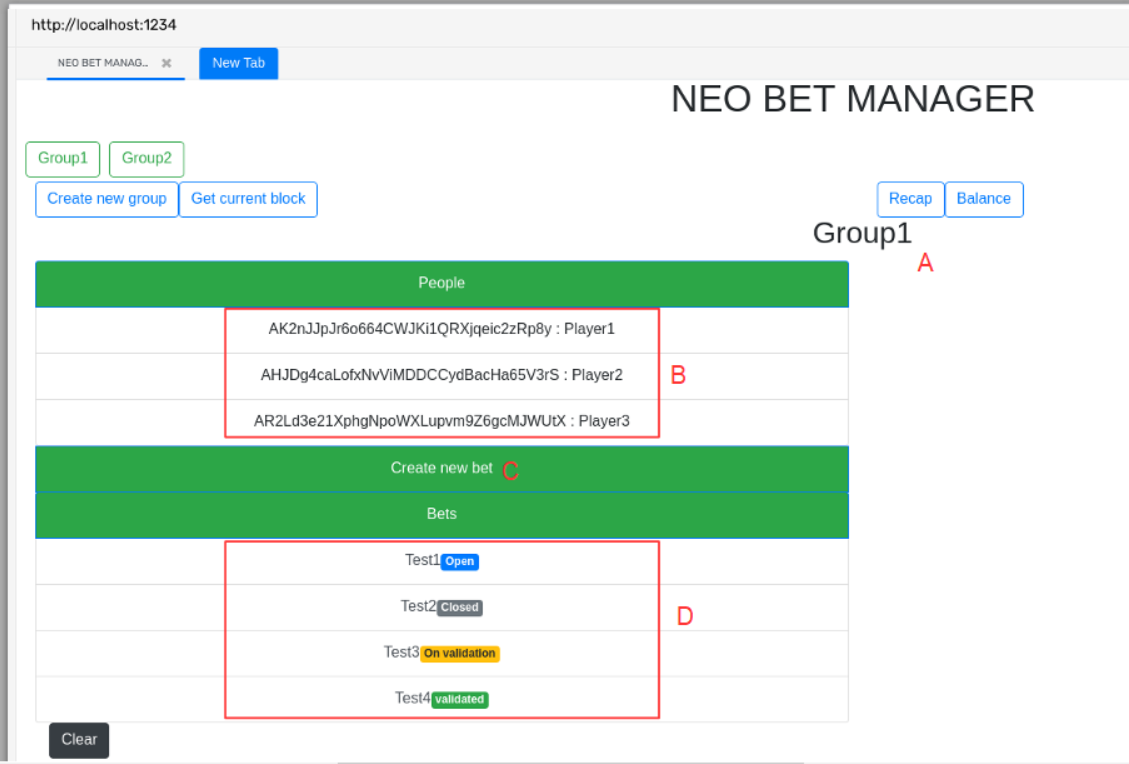 http://localhost:1234
NEO BET MANAG.. ✕ New Tab
NEO BET MANAGER
Group1 Group2
Create new group Get current block Recap Balance
Group1
A
People
AK2nJJpJr6o664CWJKi1QRXjqeic2zRp8y : Player1
AHJDg4caLofxNvViMDDCCydBacHa65V3rS : Player2 B
AR2Ld3e21XphgNpoWXLupvm9Z6gcMJWUtX : Player3
Create new bet C
Bets
Test1 Open
Test2 Closed
D
Test3 On validation
Test4 validated
Clear